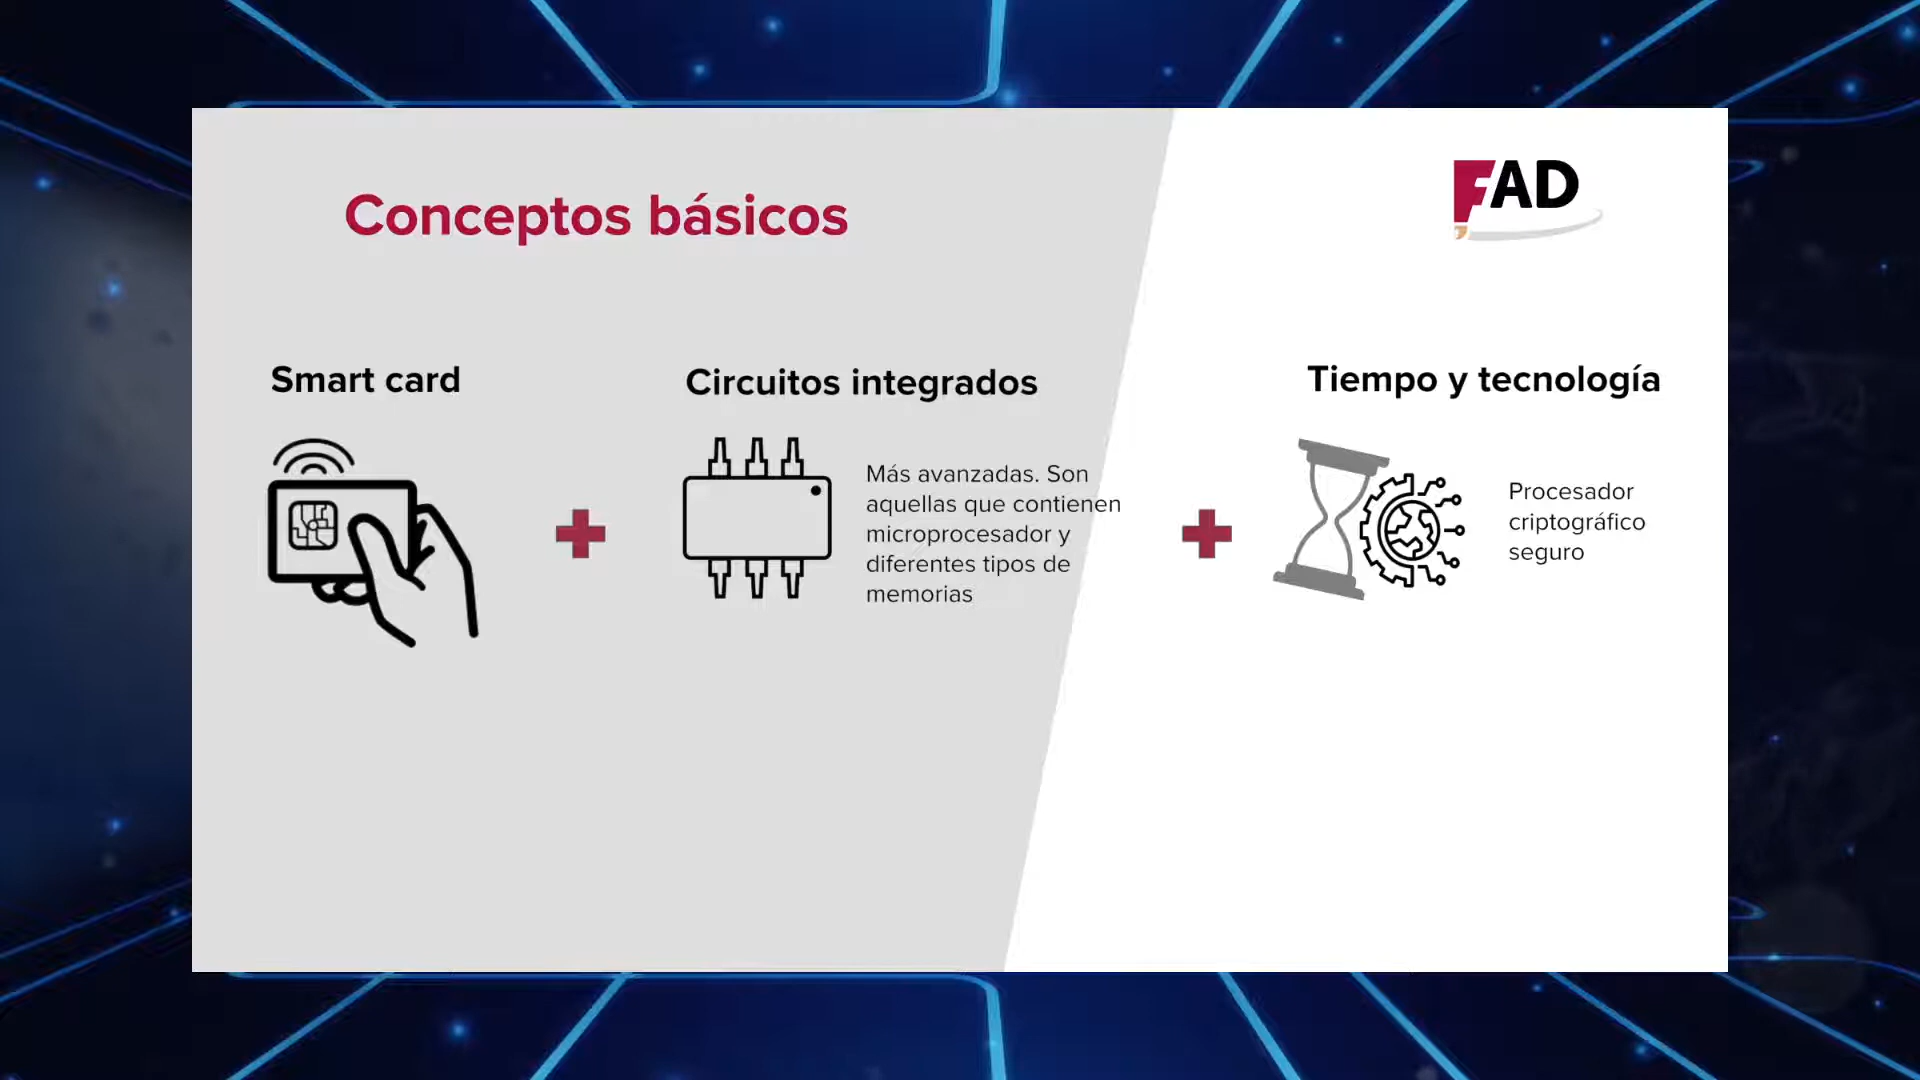 FAD
Conceptos básicos
Smart card
Circuitos integrados
Más avanzadas. Son
aquellas que contienen
microprocesador y
diferentes tipos de
memorias
Tiempo y tecnología
Procesador
criptográfico
seguro